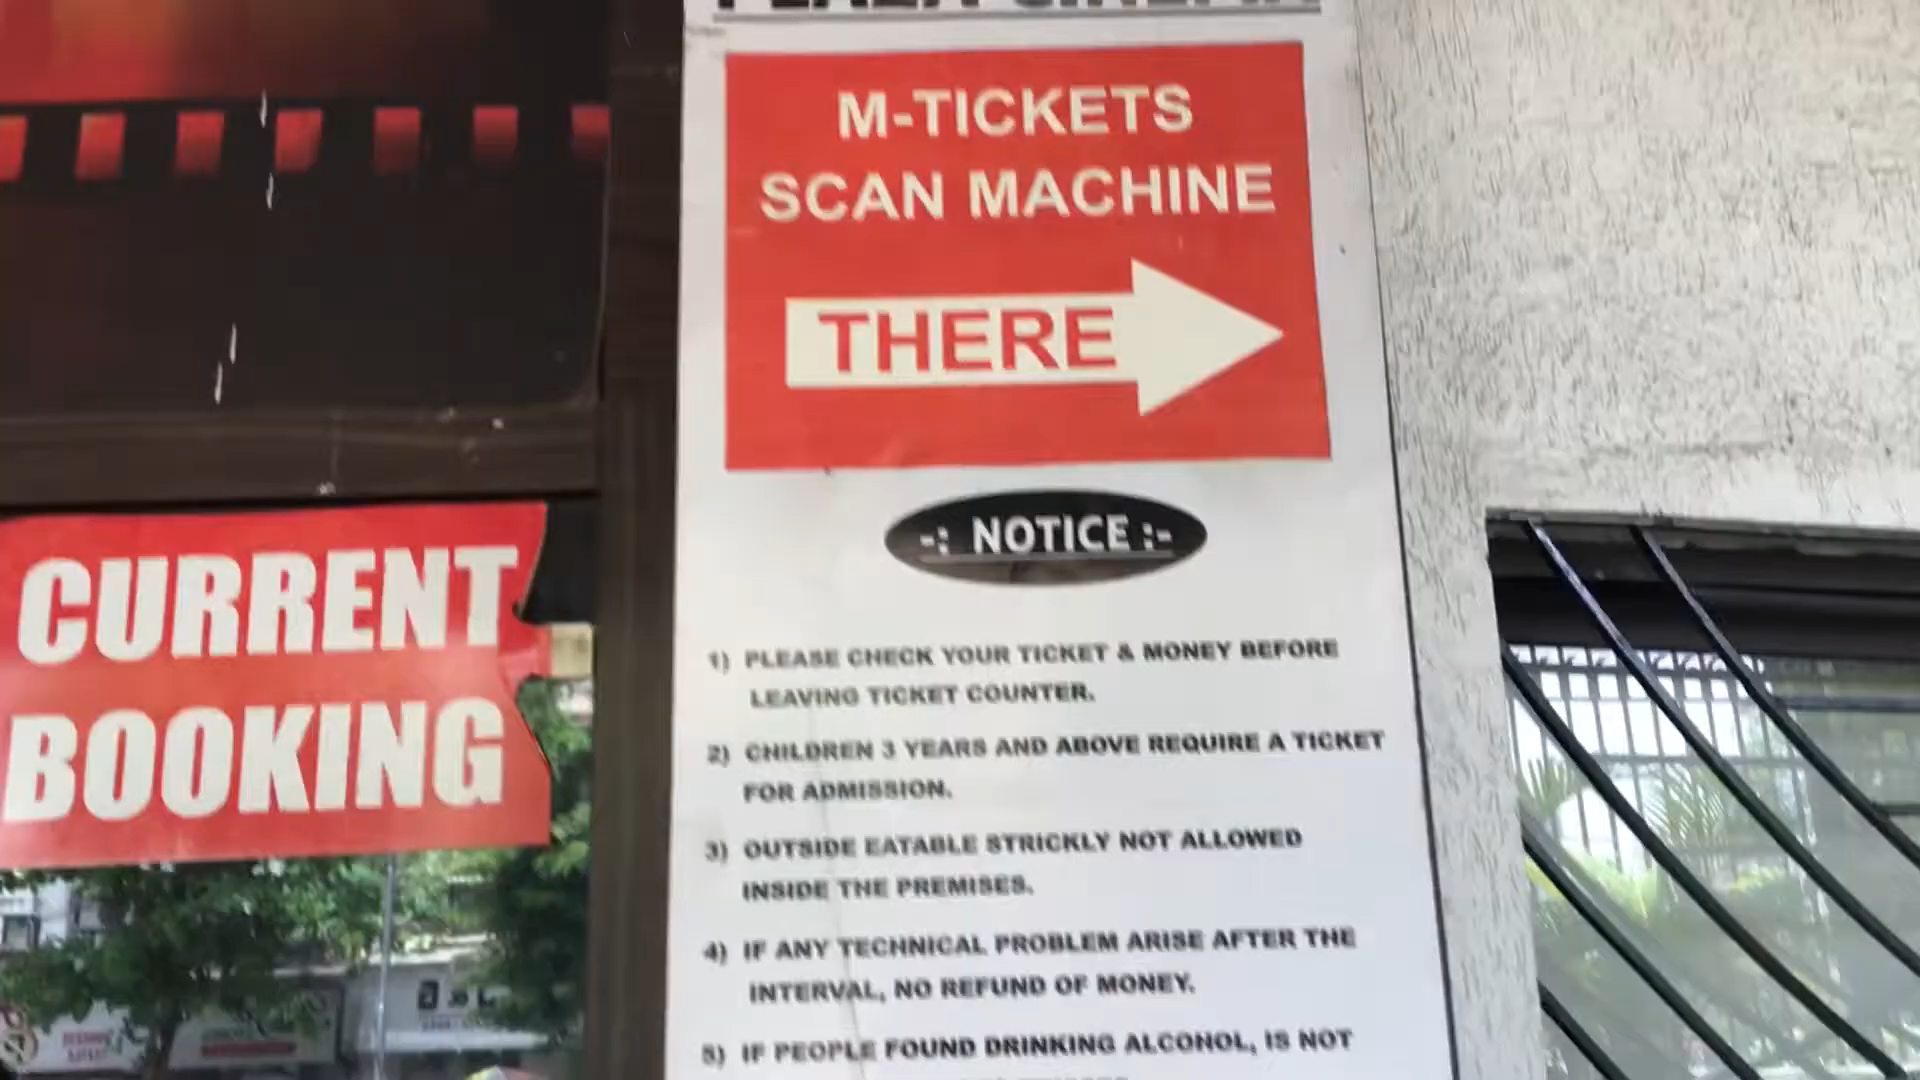 PLAZA CINEMA
M-TICKETS
SCAN MACHINE
THERE
CURRENT
BOOKING
-: NOTICE :-
1) PLEASE CHECK YOUR TICKET & MONEY BEFORE
LEAVING TICKET COUNTER.
2) CHILDREN 3 YEARS AND ABOVE REQUIRE A TICKET
FOR ADMISSION.
3) OUTSIDE EATABLE STRICKLY NOT ALLOWED
INSIDE THE PREMISES.
4) IF ANY TECHNICAL PROBLEM ARISE AFTER THE
INTERVAL, NO REFUND OF MONEY.
5) IF PEOPLE FOUND DRINKING ALCOHOL, IS NOT